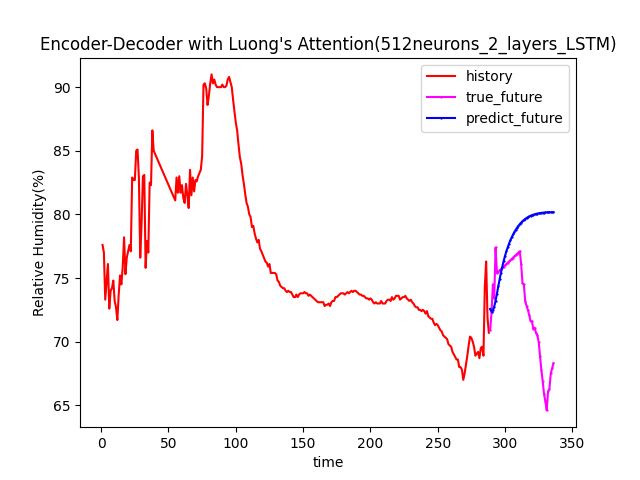 Encoder-Decoder with Luong's Attention(512neurons_2_layers_LSTM)
history
true_future
predict_future
Relative Humidity(%)
90
85
80
75
70
65
0 50 100 150 200 250 300 350
time